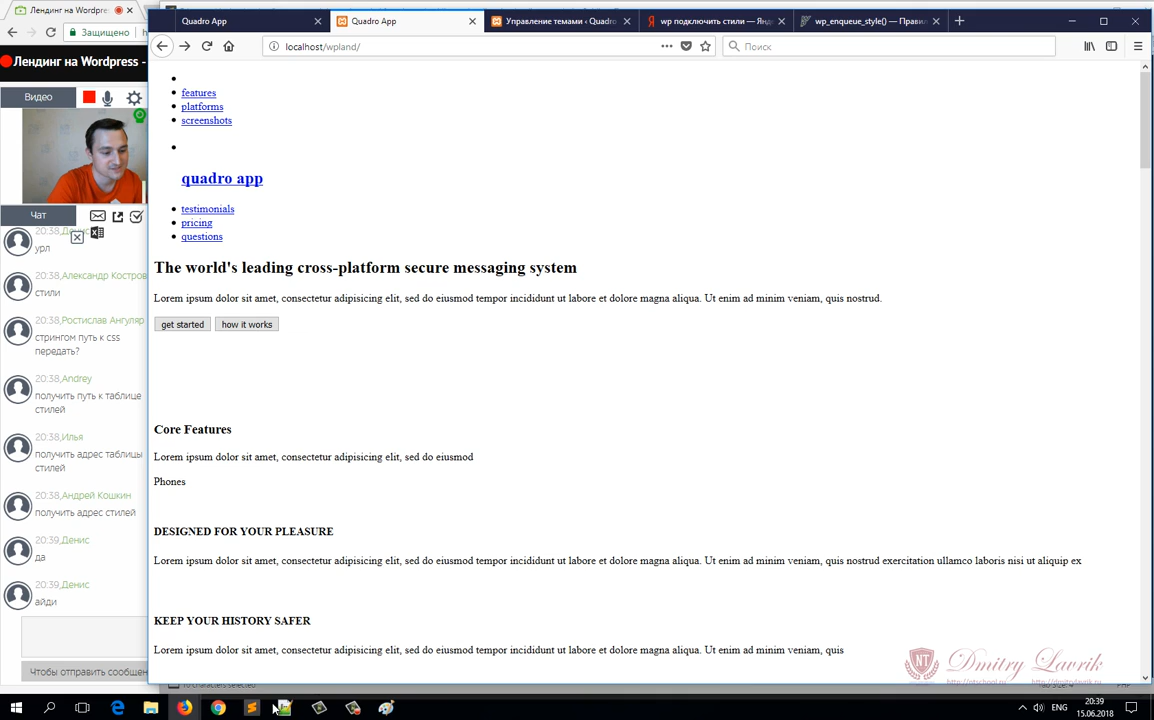 Лендинг на Wordpres
Защищено
Лендинг на Wordpress -
Видео
Чат
20:38,Денис
урл
20:38,Александр Костров
стили
20:38,Ростислав Ангуляр
стрингом путь к css
передать?
20:38,Andrey
получить путь к таблице
стилей
20:38,Илья
получить адрес таблицы
стилей
20:38,Андрей Кошкин
получить адрес стилей
20:39,Денис
да
20:39,Денис
айди
Чтобы отправить сообщен
Quadro App
Quadro App
Управление темами ‹ Quadro
wp подключить стили — Янд
wp_enqueue_style() — Прави
localhost/wpland/
Поиск
features
platforms
screenshots
quadro app
testimonials
pricing
questions
The world's leading cross-platform secure messaging system
Lorem ipsum dolor sit amet, consectetur adipisicing elit, sed do eiusmod tempor incididunt ut labore et dolore magna aliqua. Ut enim ad minim veniam, quis nostrud.
get started
how it works
Core Features
Lorem ipsum dolor sit amet, consectetur adipisicing elit, sed do eiusmod
Phones
DESIGNED FOR YOUR PLEASURE
Lorem ipsum dolor sit amet, consectetur adipisicing elit, sed do eiusmod tempor incididunt ut labore et dolore magna aliqua. Ut enim ad minim veniam, quis nostrud exercitation ullamco laboris nisi ut aliquip ex
KEEP YOUR HISTORY SAFER
Lorem ipsum dolor sit amet, consectetur adipisicing elit, sed do eiusmod tempor incididunt ut labore et dolore magna aliqua. Ut enim ad minim veniam, quis
NT
Dmitry Lavrik
ENG
20:39
15.06.2018